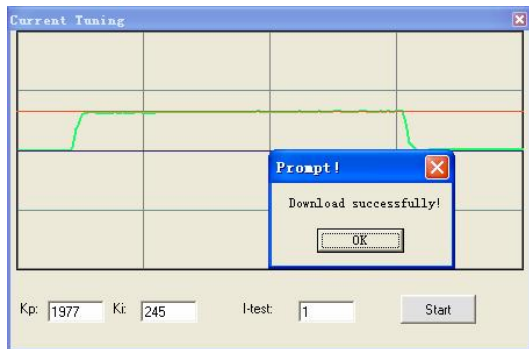 Current Tuning
Prompt!
Download successfully!
OK
Kp: 1977 Ki: 245 I-test: 1 Start